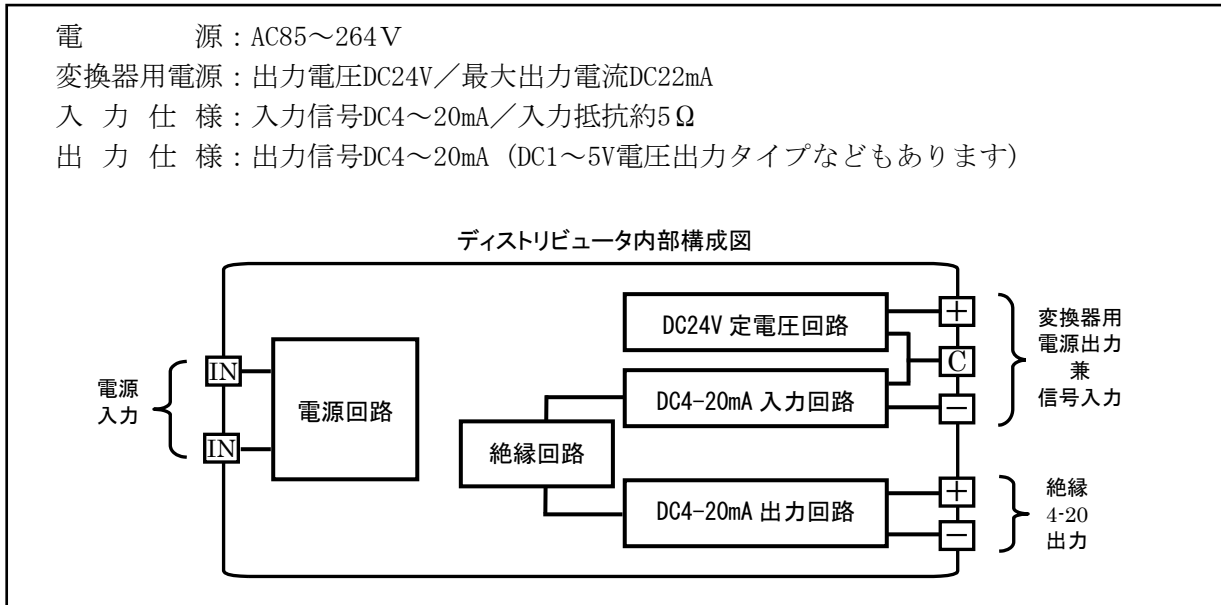 電　　　　源：AC85～264V
変換器用電源：出力電圧DC24V／最大出力電流DC22mA
入　力　仕　様：入力信号DC4～20mA／入力抵抗約5Ω
出　力　仕　様：出力信号DC4～20mA（DC1～5V電圧出力タイプなどもあります）
ディストリビュータ内部構成図
電源
入力
IN
IN
電源回路
絶縁回路
DC24V 定電圧回路
DC4-20mA 入力回路
DC4-20mA 出力回路
＋
C
－
＋
－
変換器用
電源出力
兼
信号入力
絶縁
4-20
出力